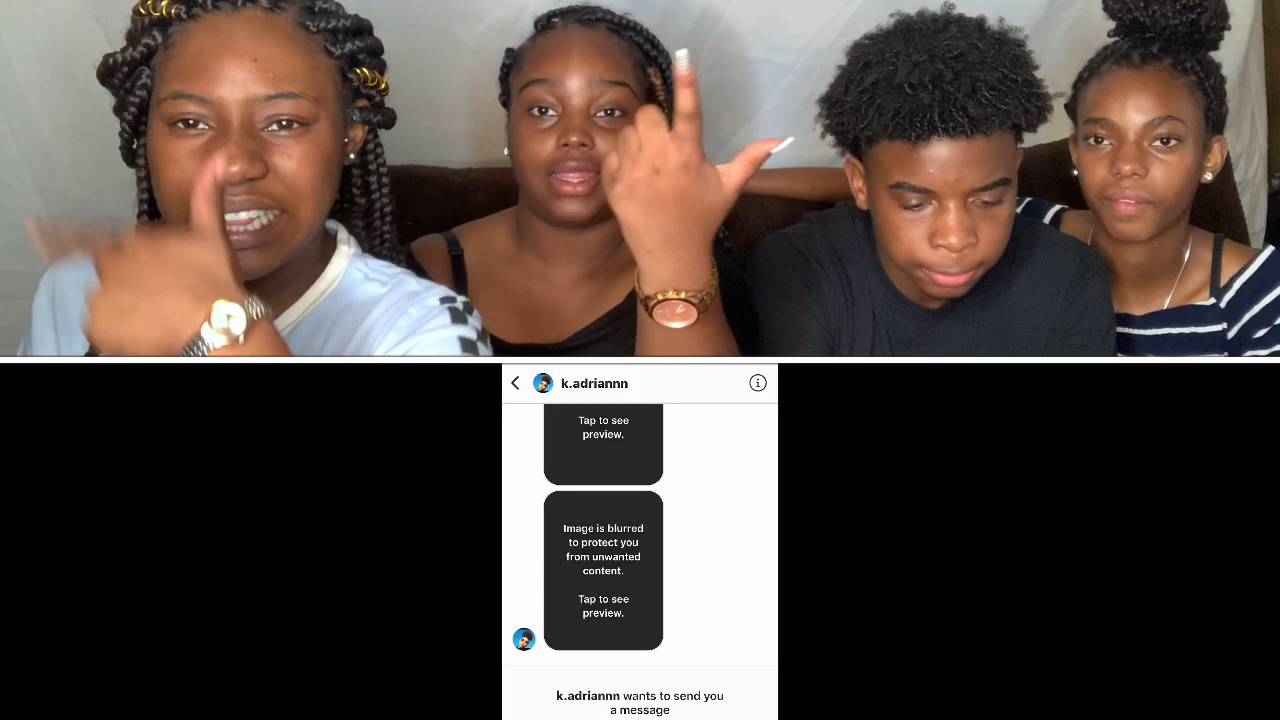 k.adriannn
Tap to see
preview.
Image is blurred
to protect you
from unwanted
content.
Tap to see
preview.
k.adriannn wants to send you
a message